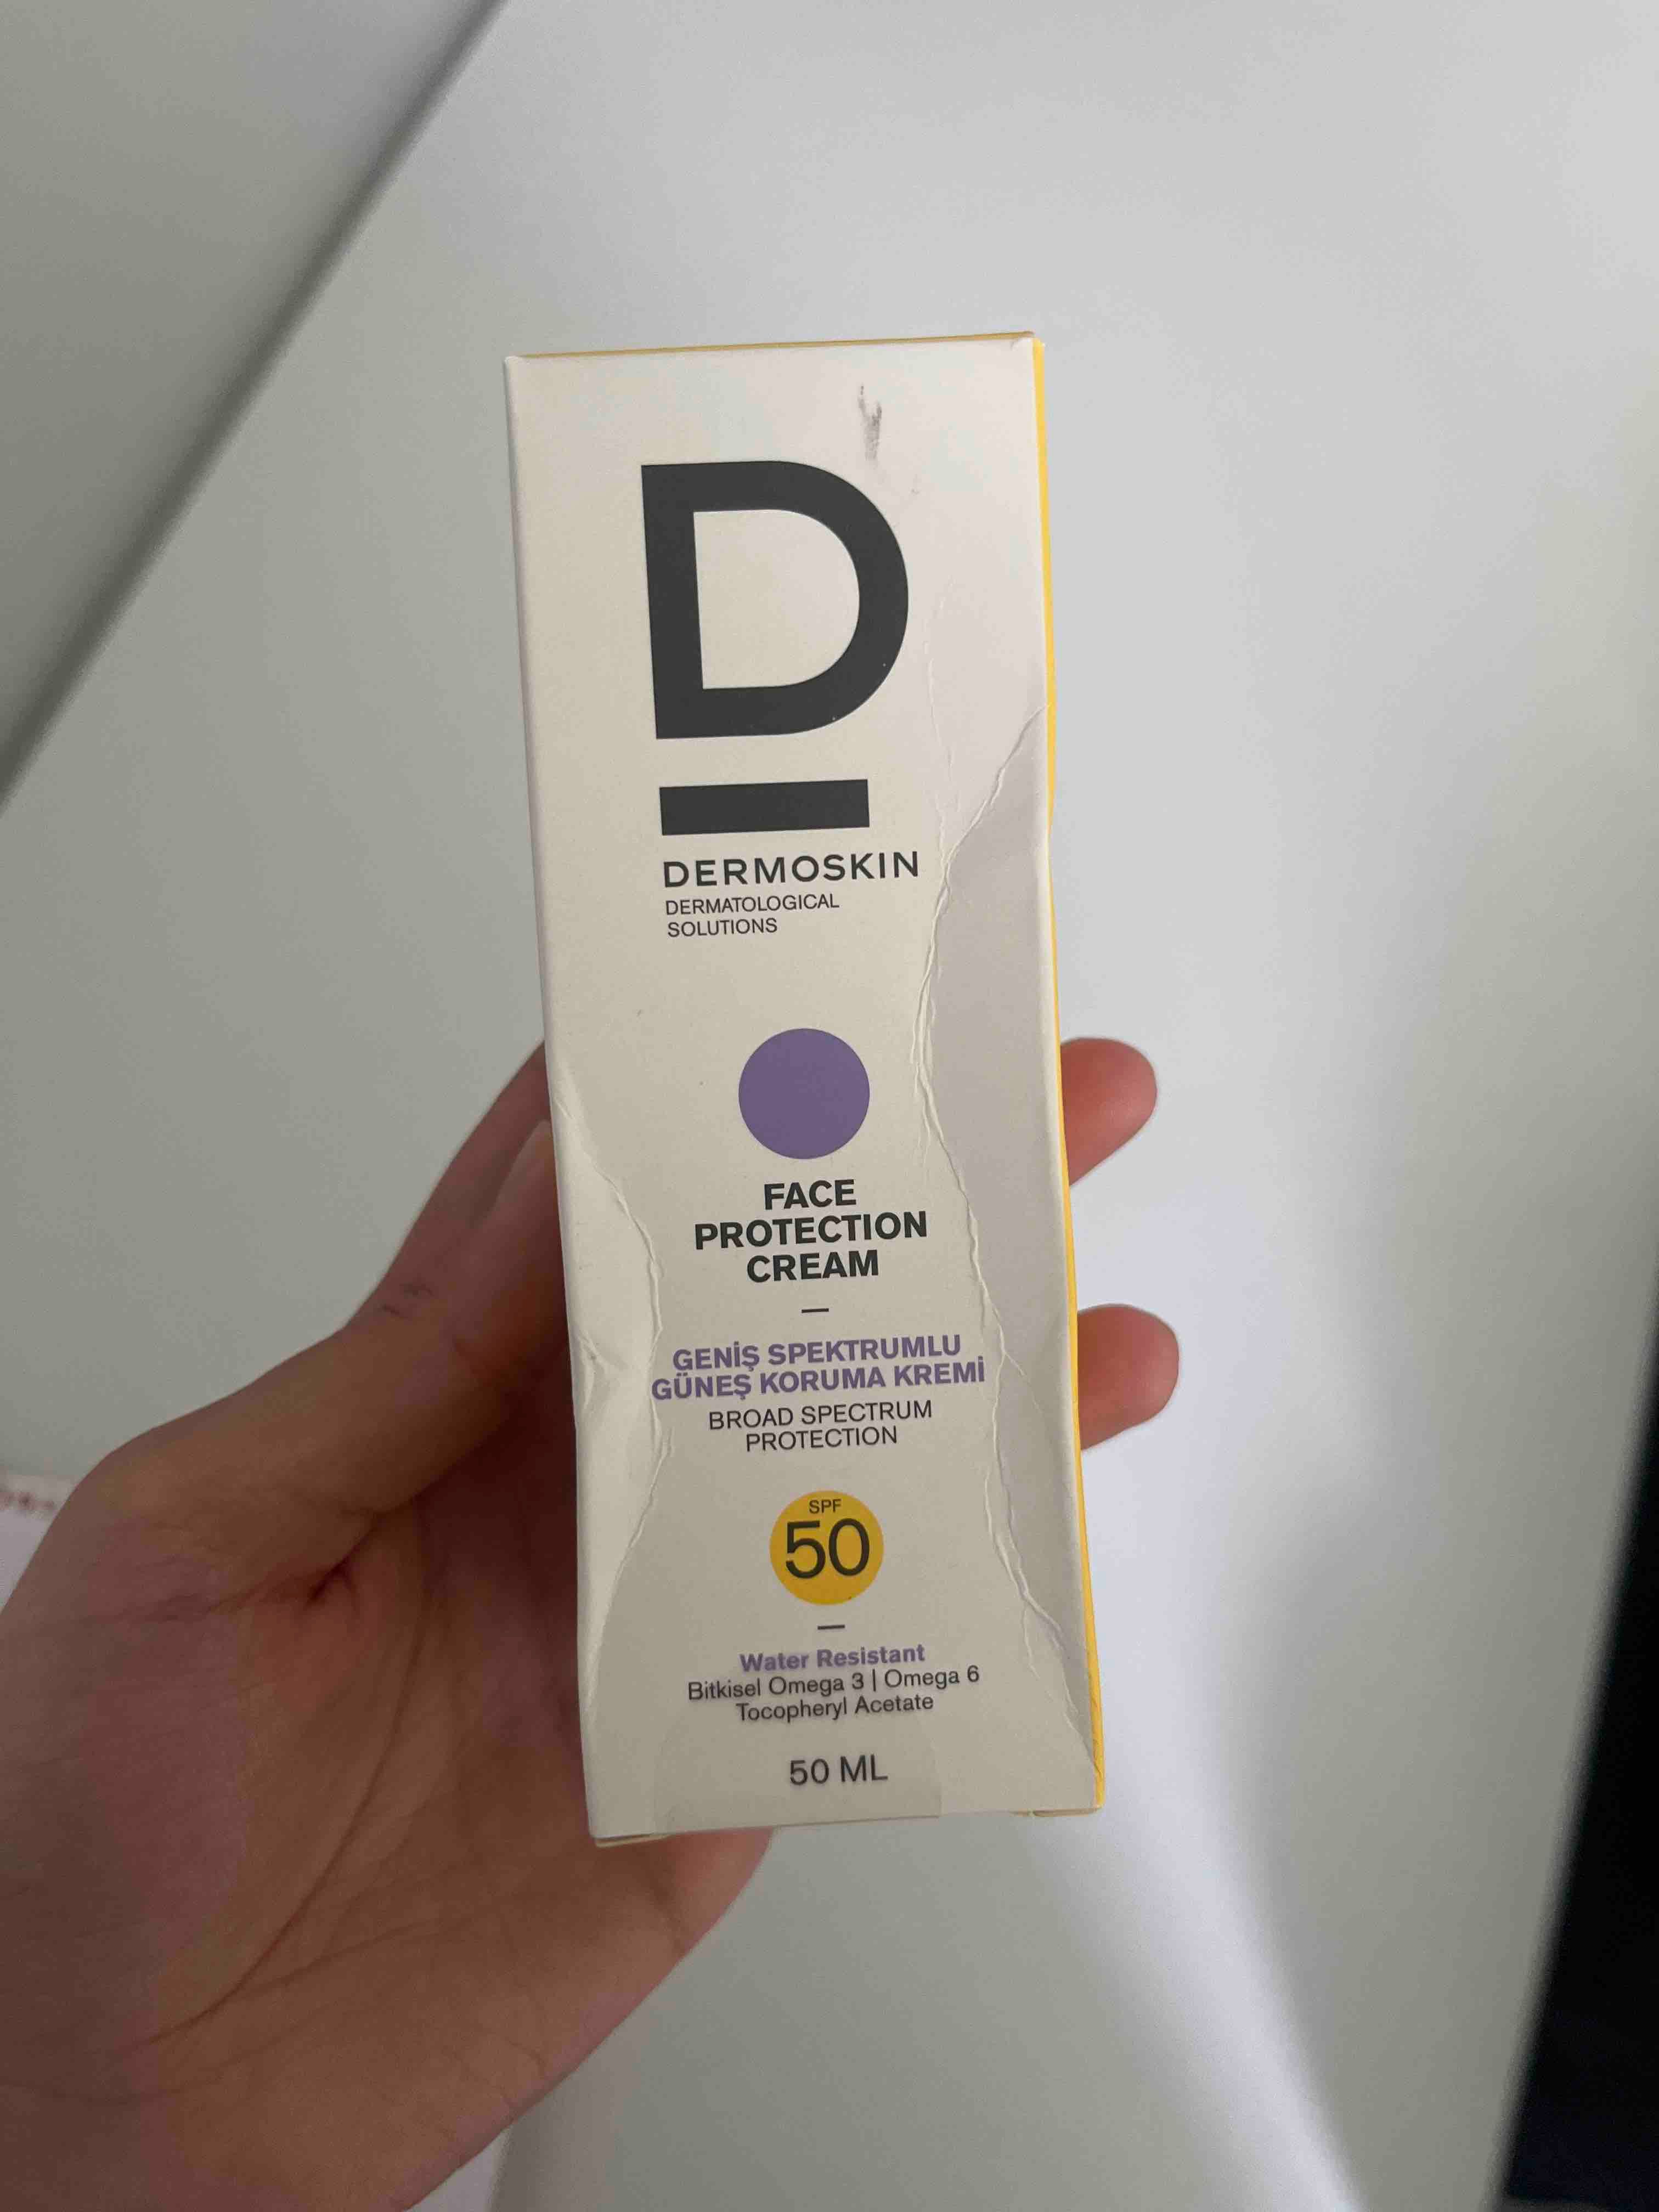 D
DERMOSKIN
DERMATOLOGICAL
SOLUTIONS
FACE
PROTECTION
CREAM
GENİŞ SPEKTRUMLU
GÜNEŞ KORUMA KREMİ
BROAD SPECTRUM
PROTECTION
SPF
50
Water Resistant
Bitkisel Omega 3 | Omega 6
Tocopheryl Acetate
50 ML